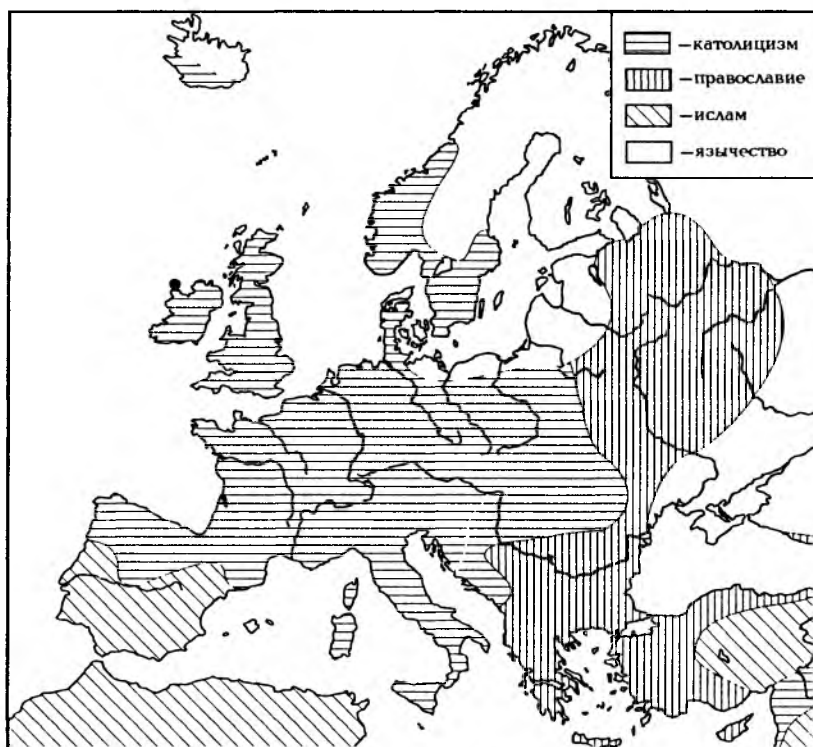 —католицизм
—православие
—ислам
—язычество